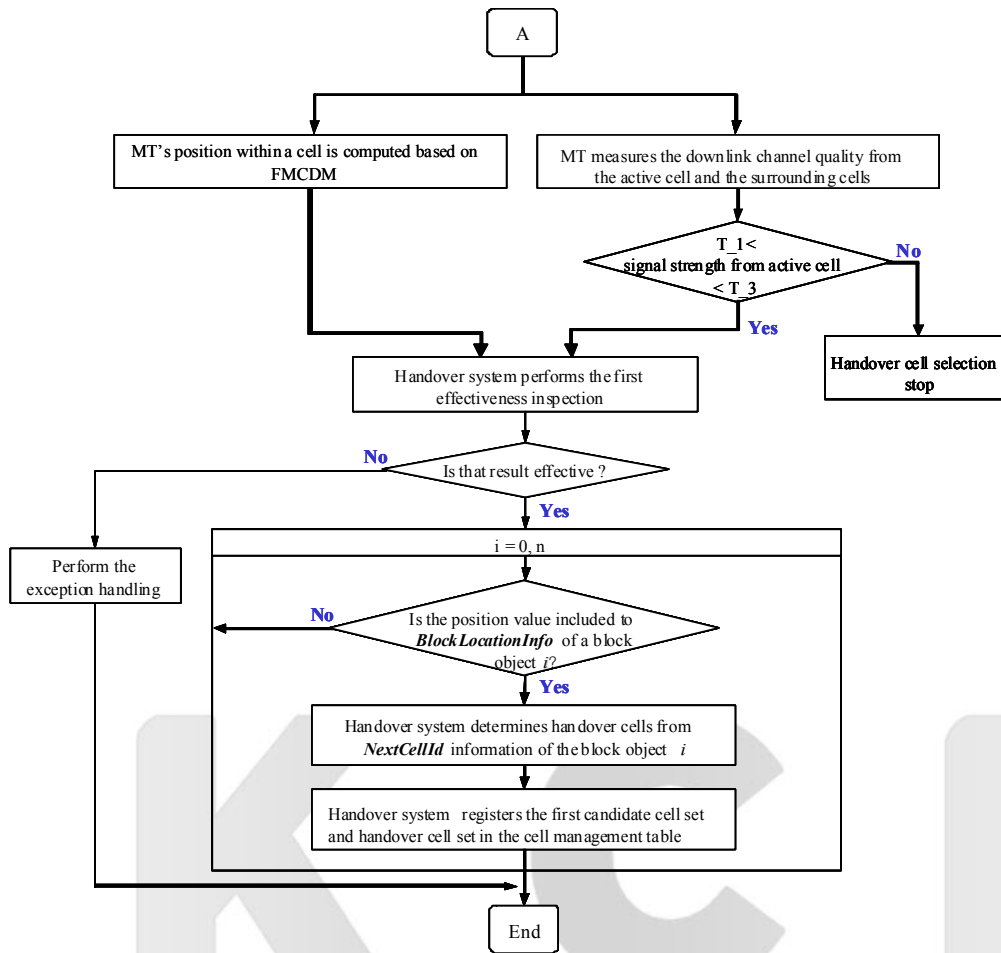 A
MT's position within a cell is computed based on
FMCDM
MT measures the downlink channel quality from
the active cell and the surrounding cells
T_1<
signal strength from active cell
< T_3
No
Yes
Handover cell selection
stop
Handover system performs the first
effectiveness inspection
No
Is that result effective ?
Yes
Perform the
exception handling
i = 0, n
No
Is the position value included to
BlockLocationInfo of a block
object i?
Yes
Handover system determines handover cells from
NextCellId information of the block object i
Handover system registers the first candidate cell set
and handover cell set in the cell management table
End
KCI